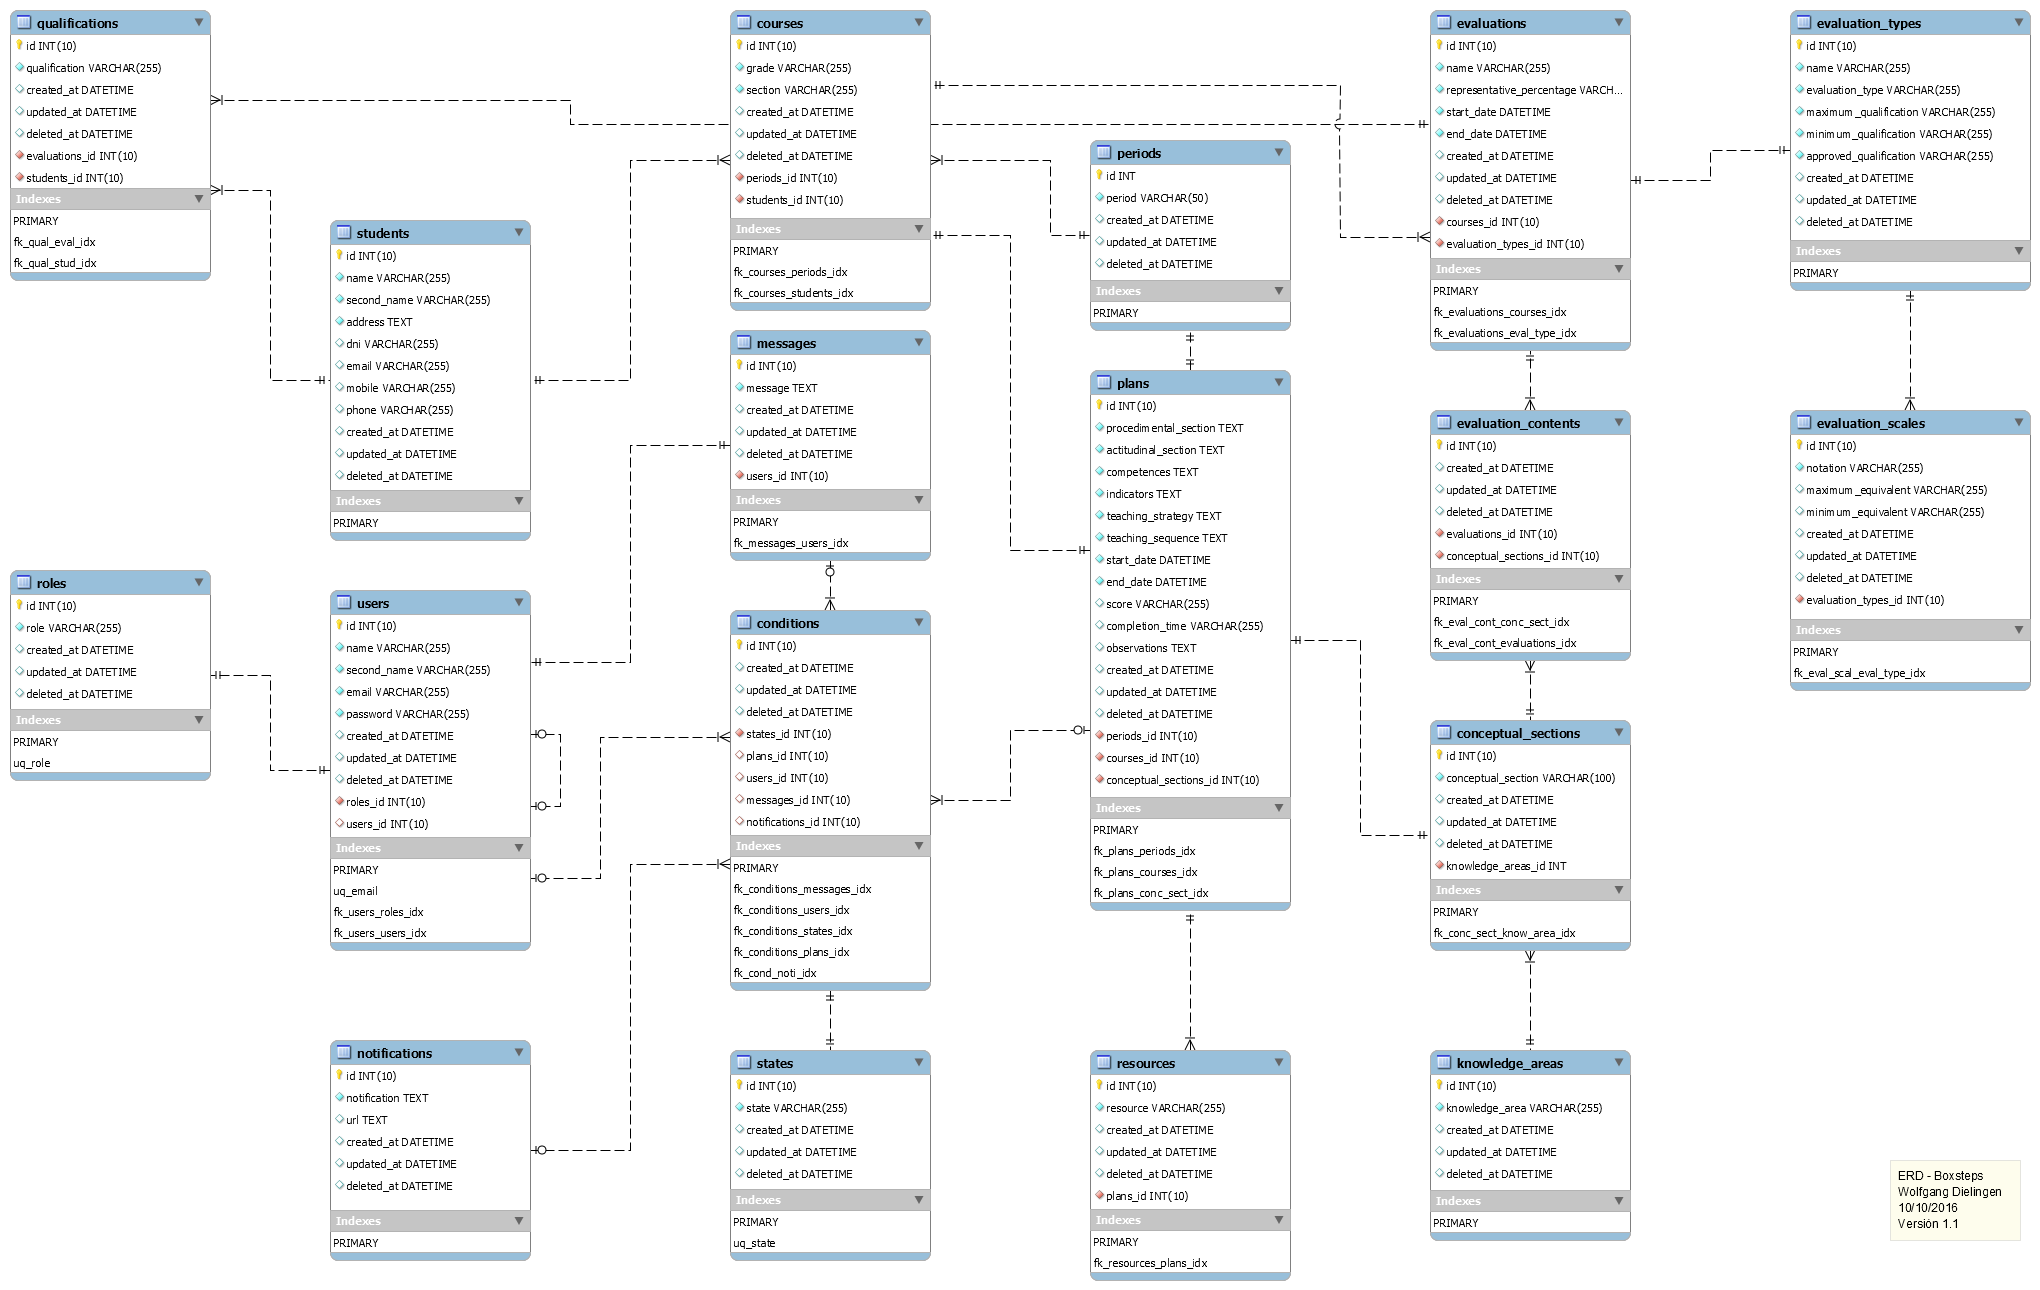 qualifications
id INT(10)
qualification VARCHAR(255)
created_at DATETIME
updated_at DATETIME
deleted_at DATETIME
evaluations_id INT(10)
students_id INT(10)
Indexes
PRIMARY
fk_qual_eval_idx
fk_qual_stud_idx
students
id INT(10)
name VARCHAR(255)
second_name VARCHAR(255)
address TEXT
dni VARCHAR(255)
email VARCHAR(255)
mobile VARCHAR(255)
phone VARCHAR(255)
created_at DATETIME
updated_at DATETIME
deleted_at DATETIME
Indexes
PRIMARY
roles
id INT(10)
role VARCHAR(255)
created_at DATETIME
updated_at DATETIME
deleted_at DATETIME
Indexes
PRIMARY
uq_role
users
id INT(10)
name VARCHAR(255)
second_name VARCHAR(255)
email VARCHAR(255)
password VARCHAR(255)
created_at DATETIME
updated_at DATETIME
deleted_at DATETIME
roles_id INT(10)
users_id INT(10)
Indexes
PRIMARY
uq_email
fk_users_roles_idx
fk_users_users_idx
notifications
id INT(10)
notification TEXT
url TEXT
created_at DATETIME
updated_at DATETIME
deleted_at DATETIME
Indexes
PRIMARY
courses
id INT(10)
grade VARCHAR(255)
section VARCHAR(255)
created_at DATETIME
updated_at DATETIME
deleted_at DATETIME
periods_id INT(10)
students_id INT(10)
Indexes
PRIMARY
fk_courses_periods_idx
fk_courses_students_idx
messages
id INT(10)
message TEXT
created_at DATETIME
updated_at DATETIME
deleted_at DATETIME
users_id INT(10)
Indexes
PRIMARY
fk_messages_users_idx
conditions
id INT(10)
created_at DATETIME
updated_at DATETIME
deleted_at DATETIME
states_id INT(10)
plans_id INT(10)
users_id INT(10)
messages_id INT(10)
notifications_id INT(10)
Indexes
PRIMARY
fk_conditions_messages_idx
fk_conditions_users_idx
fk_conditions_states_idx
fk_conditions_plans_idx
fk_cond_noti_idx
states
id INT(10)
state VARCHAR(255)
created_at DATETIME
updated_at DATETIME
deleted_at DATETIME
Indexes
PRIMARY
uq_state
periods
id INT
period VARCHAR(50)
created_at DATETIME
updated_at DATETIME
deleted_at DATETIME
Indexes
PRIMARY
plans
id INT(10)
procedimental_section TEXT
actitudinal_section TEXT
competences TEXT
indicators TEXT
teaching_strategy TEXT
teaching_sequence TEXT
start_date DATETIME
end_date DATETIME
score VARCHAR(255)
completion_time VARCHAR(255)
observations TEXT
created_at DATETIME
updated_at DATETIME
deleted_at DATETIME
periods_id INT(10)
courses_id INT(10)
conceptual_sections_id INT(10)
Indexes
PRIMARY
fk_plans_periods_idx
fk_plans_courses_idx
fk_plans_conc_sect_idx
resources
id INT(10)
resource VARCHAR(255)
created_at DATETIME
updated_at DATETIME
deleted_at DATETIME
plans_id INT(10)
Indexes
PRIMARY
fk_resources_plans_idx
evaluations
id INT(10)
name VARCHAR(255)
representative_percentage VARCH...
start_date DATETIME
end_date DATETIME
created_at DATETIME
updated_at DATETIME
deleted_at DATETIME
courses_id INT(10)
evaluation_types_id INT(10)
Indexes
PRIMARY
fk_evaluations_courses_idx
fk_evaluations_eval_type_idx
evaluation_contents
id INT(10)
created_at DATETIME
updated_at DATETIME
deleted_at DATETIME
evaluations_id INT(10)
conceptual_sections_id INT(10)
Indexes
PRIMARY
fk_eval_cont_conc_sect_idx
fk_eval_cont_evaluations_idx
conceptual_sections
id INT(10)
conceptual_section VARCHAR(100)
created_at DATETIME
updated_at DATETIME
deleted_at DATETIME
knowledge_areas_id INT
Indexes
PRIMARY
fk_conc_sect_know_area_idx
knowledge_areas
id INT(10)
knowledge_area VARCHAR(255)
created_at DATETIME
updated_at DATETIME
deleted_at DATETIME
Indexes
PRIMARY
evaluation_types
id INT(10)
name VARCHAR(255)
evaluation_type VARCHAR(255)
maximum_qualification VARCHAR(255)
minimum_qualification VARCHAR(255)
approved_qualification VARCHAR(255)
created_at DATETIME
updated_at DATETIME
deleted_at DATETIME
Indexes
PRIMARY
evaluation_scales
id INT(10)
notation VARCHAR(255)
maximum_equivalent VARCHAR(255)
minimum_equivalent VARCHAR(255)
created_at DATETIME
updated_at DATETIME
deleted_at DATETIME
evaluation_types_id INT(10)
Indexes
PRIMARY
fk_eval_scal_eval_type_idx
ERD - Boxsteps
Wolfgang Dielingen
10/10/2016
Versión 1.1